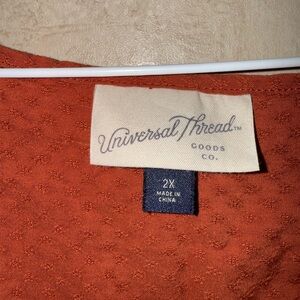 Universal Thread™
GOODS
CO.
2X
MADE IN
CHINA